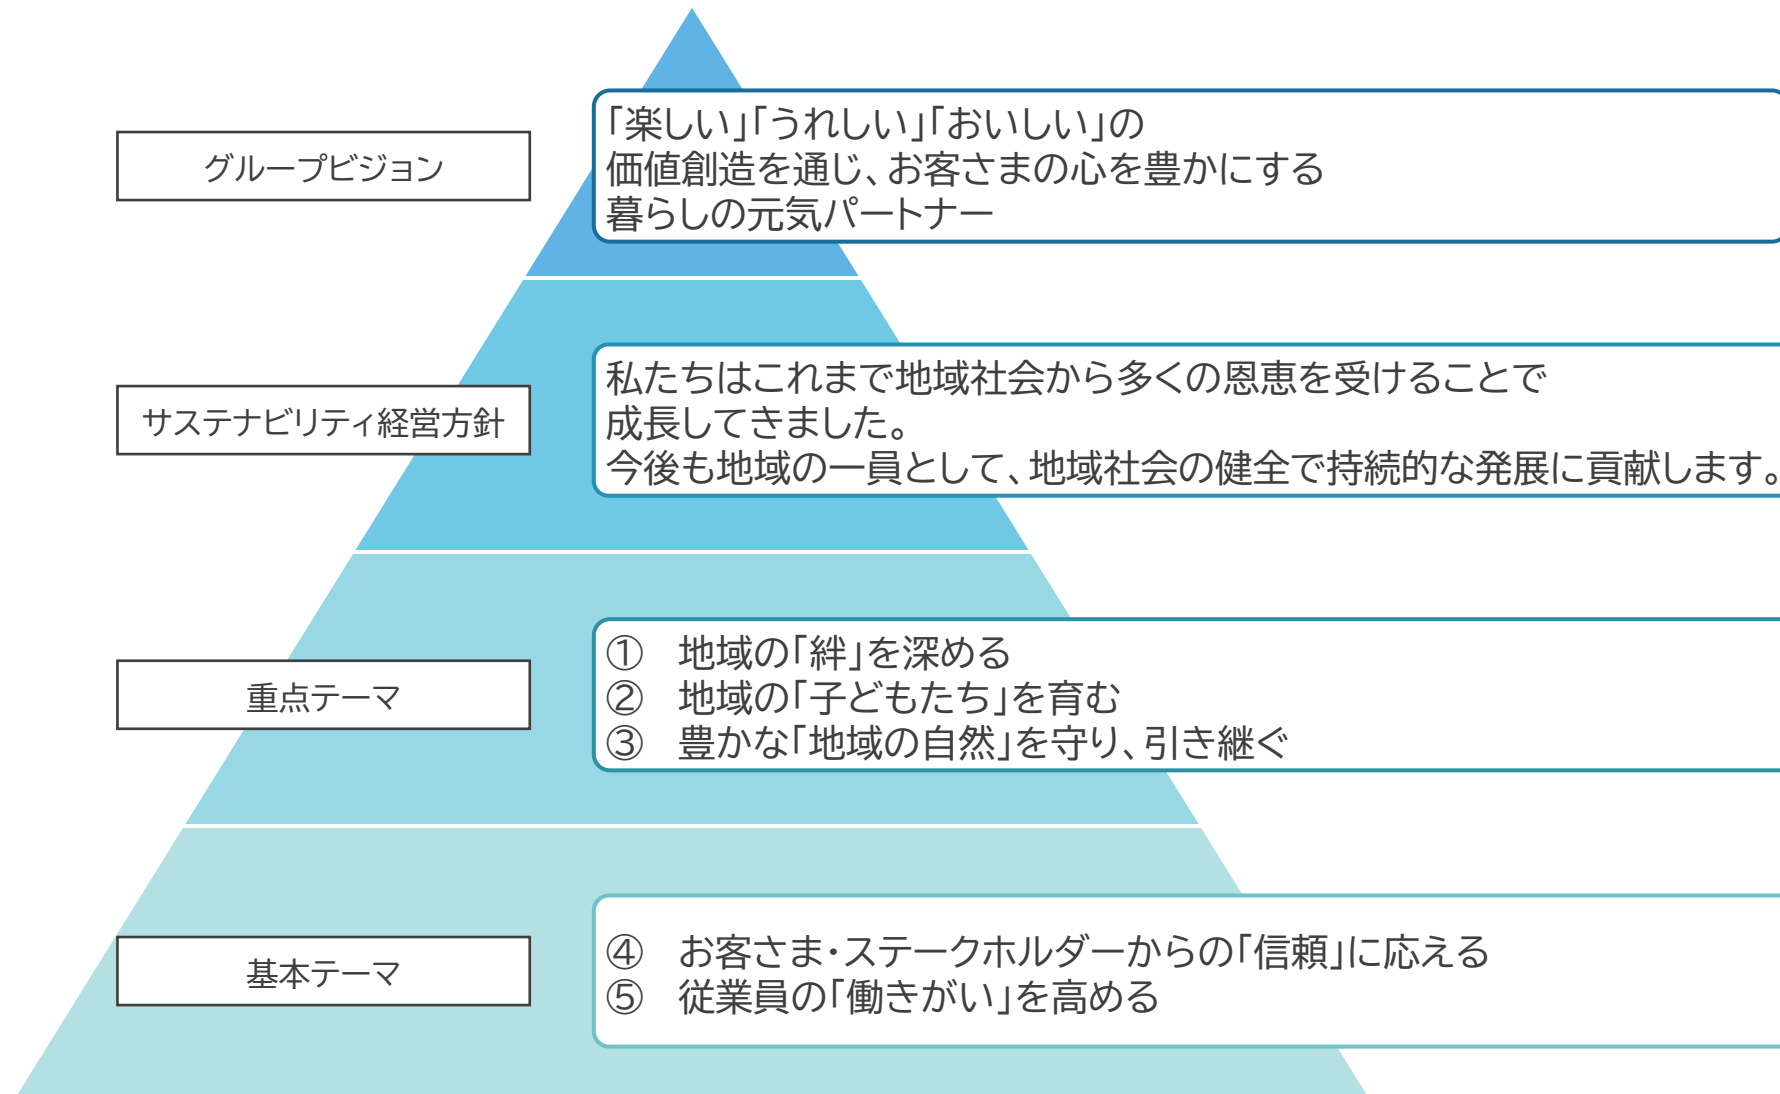 グループビジョン
「楽しい」「うれしい」「おいしい」の
価値創造を通じ、お客さまの心を豊かにする
暮らしの元気パートナー
サステナビリティ経営方針
私たちはこれまで地域社会から多くの恩恵を受けることで
成長してきました。
今後も地域の一員として、地域社会の健全で持続的な発展に貢献します。
重点テーマ
① 地域の「絆」を深める
② 地域の「子どもたち」を育む
③ 豊かな「地域の自然」を守り、引き継ぐ
基本テーマ
④ お客さま・ステークホルダーからの「信頼」に応える
⑤ 従業員の「働きがい」を高める